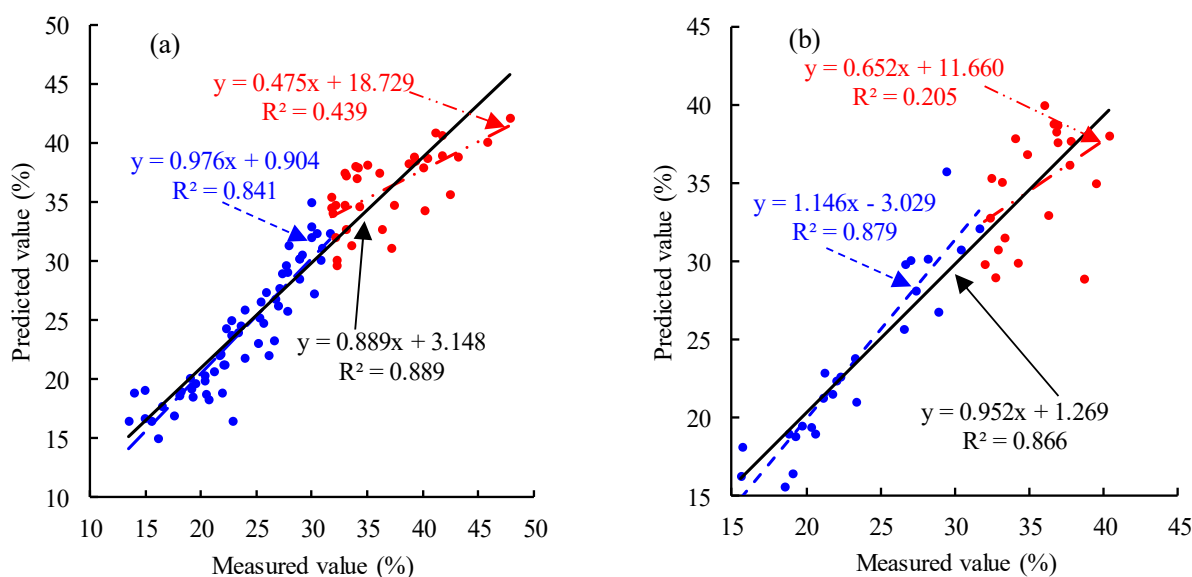 (a)
50
45
40
35
30
25
20
15
10
Predicted value (%)
y = 0.475x + 18.729
R² = 0.439
y = 0.976x + 0.904
R² = 0.841
y = 0.889x + 3.148
R² = 0.889
10 15 20 25 30 35 40 45 50
Measured value (%)
(b)
45
40
35
30
25
20
15
Predicted value (%)
y = 0.652x + 11.660
R² = 0.205
y = 1.146x - 3.029
R² = 0.879
y = 0.952x + 1.269
R² = 0.866
15 20 25 30 35 40 45
Measured value (%)